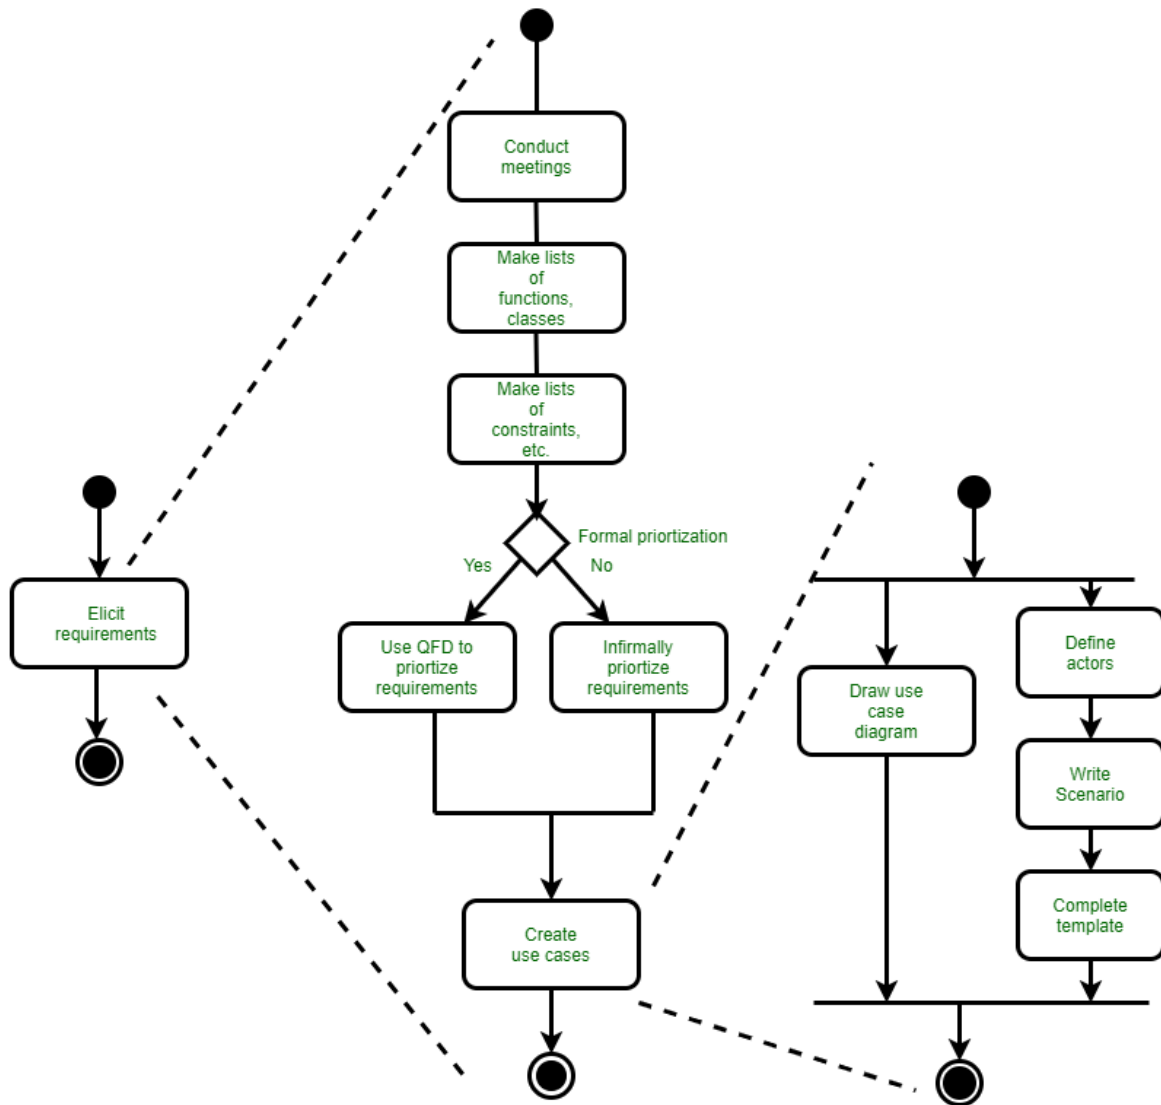 Conduct
meetings
Make lists
of
functions,
classes
Make lists
of
constraints,
etc.
Formal priortization
Yes
No
Elicit
requirements
Use QFD to
priortize
requirements
Infirmally
priortize
requirements
Create
use cases
Draw use
case
diagram
Define
actors
Write
Scenario
Complete
template